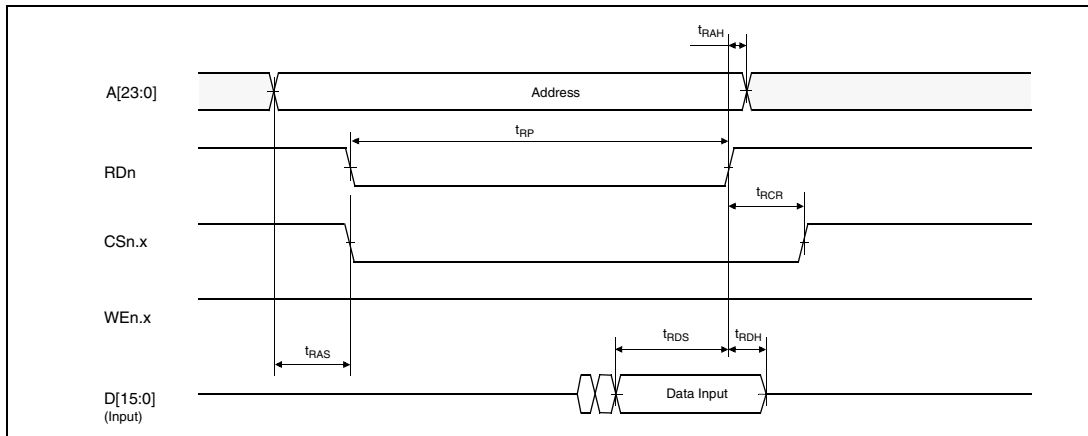 tRAH
A[23:0]
Address
tRP
RDn
tRCR
CSn.x
WEn.x
tRDS
tRDH
tRAS
D[15:0]
Data Input
(Input)